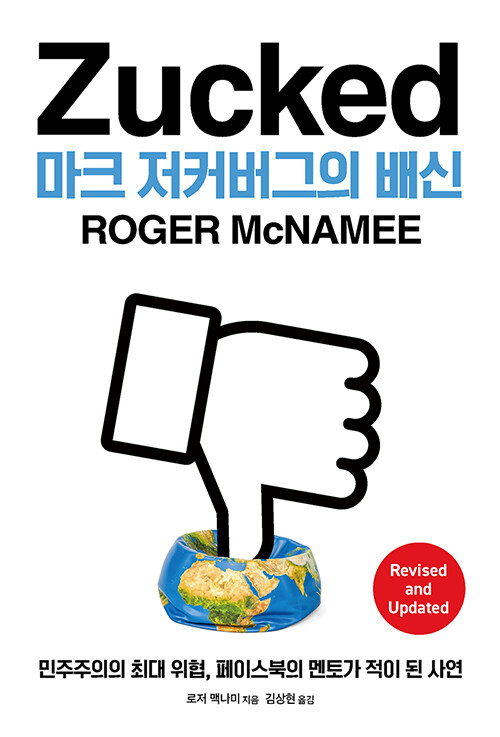 Zucked
마크 저커버그의 배신
ROGER McNAMEE
Revised
and
Updated
민주주의의 최대 위협, 페이스북의 멘토가 적이 된 사연
로저 맥나미 지음 김상현 옮김